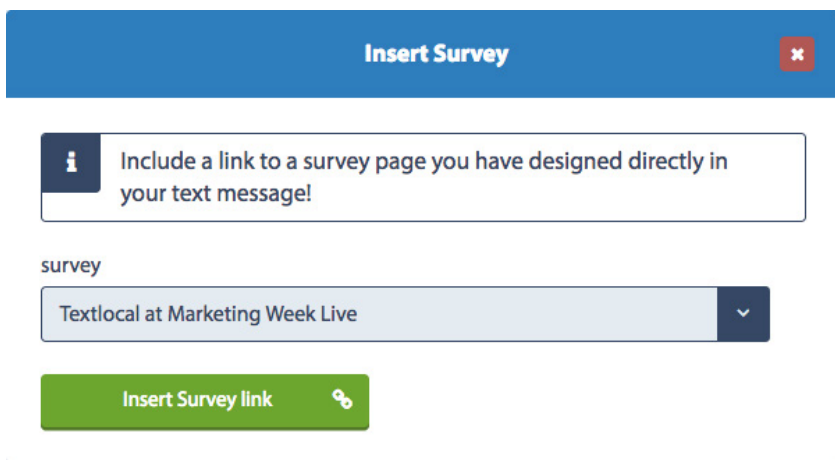 Insert Survey
Include a link to a survey page you have designed directly in
your text message!
survey
Textlocal at Marketing Week Live
Insert Survey link